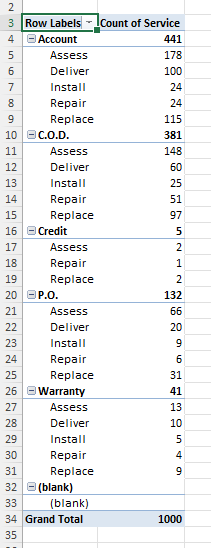 2
3 Row Labels Count of Service
4 Account 441
5 Assess 178
6 Deliver 100
7 Install 24
8 Repair 24
9 Replace 115
10 C.O.D. 381
11 Assess 148
12 Deliver 60
13 Install 25
14 Repair 51
15 Replace 97
16 Credit 5
17 Assess 2
18 Repair 1
19 Replace 2
20 P.O. 132
21 Assess 66
22 Deliver 20
23 Install 9
24 Repair 6
25 Replace 31
26 Warranty 41
27 Assess 13
28 Deliver 10
29 Install 5
30 Repair 4
31 Replace 9
32 (blank)
33 (blank)
34 Grand Total 1000
35